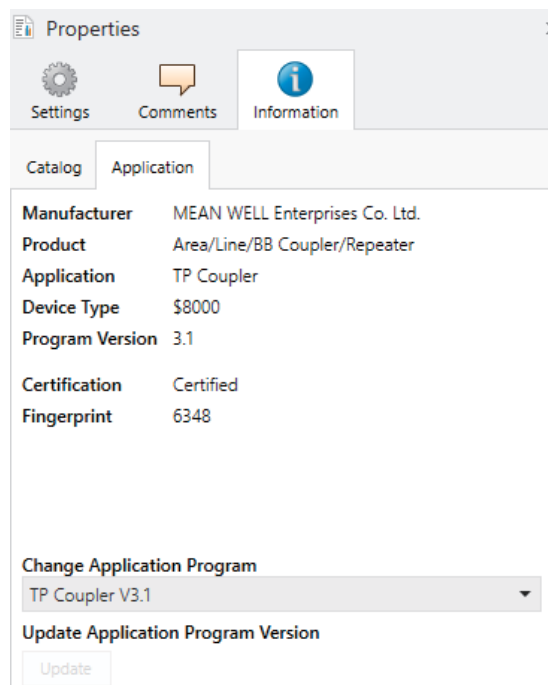 Properties
Settings Comments Information
Catalog Application
Manufacturer MEAN WELL Enterprises Co. Ltd.
Product Area/Line/BB Coupler/Repeater
Application TP Coupler
Device Type $8000
Program Version 3.1
Certification Certified
Fingerprint 6348
Change Application Program
TP Coupler V3.1
Update Application Program Version
Update